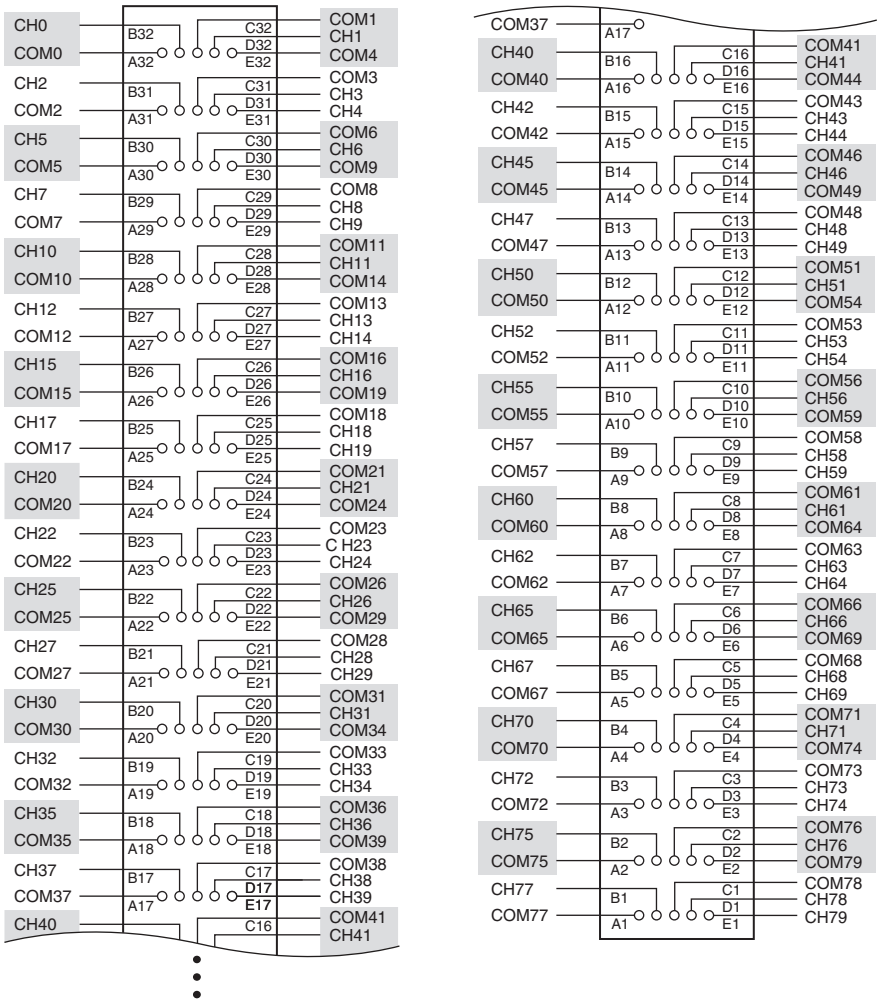 CH0 B32 C32 COM1
D32 CH1
COM0 A32 E32 COM4
CH2 B31 C31 COM3
D31 CH3
COM2 A31 E31 CH4
CH5 B30 C30 COM6
D30 CH6
COM5 A30 E30 COM9
CH7 B29 C29 COM8
D29 CH8
COM7 A29 E29 CH9
CH10 B28 C28 COM11
D28 CH11
COM10 A28 E28 COM14
CH12 B27 C27 COM13
D27 CH13
COM12 A27 E27 CH14
CH15 B26 C26 COM16
D26 CH16
COM15 A26 E26 COM19
CH17 B25 C25 COM18
D25 CH18
COM17 A25 E25 CH19
CH20 B24 C24 COM21
D24 CH21
COM20 A24 E24 COM24
CH22 B23 C23 COM23
D23 C H23
COM22 A23 E23 CH24
CH25 B22 C22 COM26
D22 CH26
COM25 A22 E22 COM29
CH27 B21 C21 COM28
D21 CH28
COM27 A21 E21 CH29
CH30 B20 C20 COM31
D20 CH31
COM30 A20 E20 COM34
CH32 B19 C19 COM33
D19 CH33
COM32 A19 E19 CH34
CH35 B18 C18 COM36
D18 CH36
COM35 A18 E18 COM39
CH37 B17 C17 COM38
D17 CH38
COM37 A17 E17 CH39
CH40 C16 COM41
CH41
COM37 A17
CH40 B16 C16 COM41
D16 CH41
COM40 A16 E16 COM44
CH42 B15 C15 COM43
D15 CH43
COM42 A15 E15 CH44
CH45 B14 C14 COM46
D14 CH46
COM45 A14 E14 COM49
CH47 B13 C13 COM48
D13 CH48
COM47 A13 E13 CH49
CH50 B12 C12 COM51
D12 CH51
COM50 A12 E12 COM54
CH52 B11 C11 COM53
D11 CH53
COM52 A11 E11 CH54
CH55 B10 C10 COM56
D10 CH56
COM55 A10 E10 COM59
CH57 B9 C9 COM58
D9 CH58
COM57 A9 E9 CH59
CH60 B8 C8 COM61
D8 CH61
COM60 A8 E8 COM64
CH62 B7 C7 COM63
D7 CH63
COM62 A7 E7 CH64
CH65 B6 C6 COM66
D6 CH66
COM65 A6 E6 COM69
CH67 B5 C5 COM68
D5 CH68
COM67 A5 E5 CH69
CH70 B4 C4 COM71
D4 CH71
COM70 A4 E4 COM74
CH72 B3 C3 COM73
D3 CH73
COM72 A3 E3 CH74
CH75 B2 C2 COM76
D2 CH76
COM75 A2 E2 COM79
CH77 B1 C1 COM78
D1 CH78
COM77 A1 E1 CH79